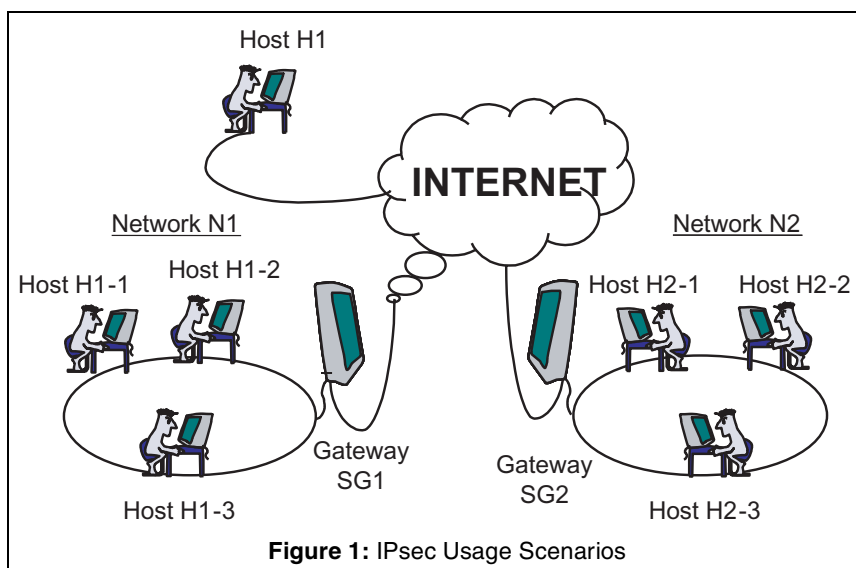 Host H1
INTERNET
Network N1
Network N2
Host H1-1
Host H1-2
Host H2-1
Host H2-2
Gateway
SG1
Gateway
SG2
Host H1-3
Host H2-3
Figure 1: IPsec Usage Scenarios